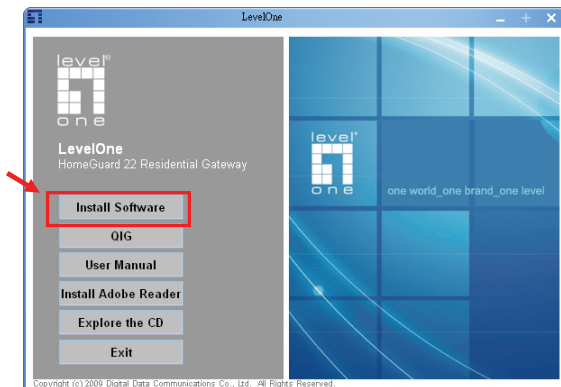 LevelOne
level
one
LevelOne
HomeGuard 22 Residential Gateway
Install Software
QIG
User Manual
Install Adobe Reader
Explore the CD
Exit
level
one
one world_one brand_one level
Copyright (c) 2009 Digital Data Communications Co., Ltd. All Rights Reserved.